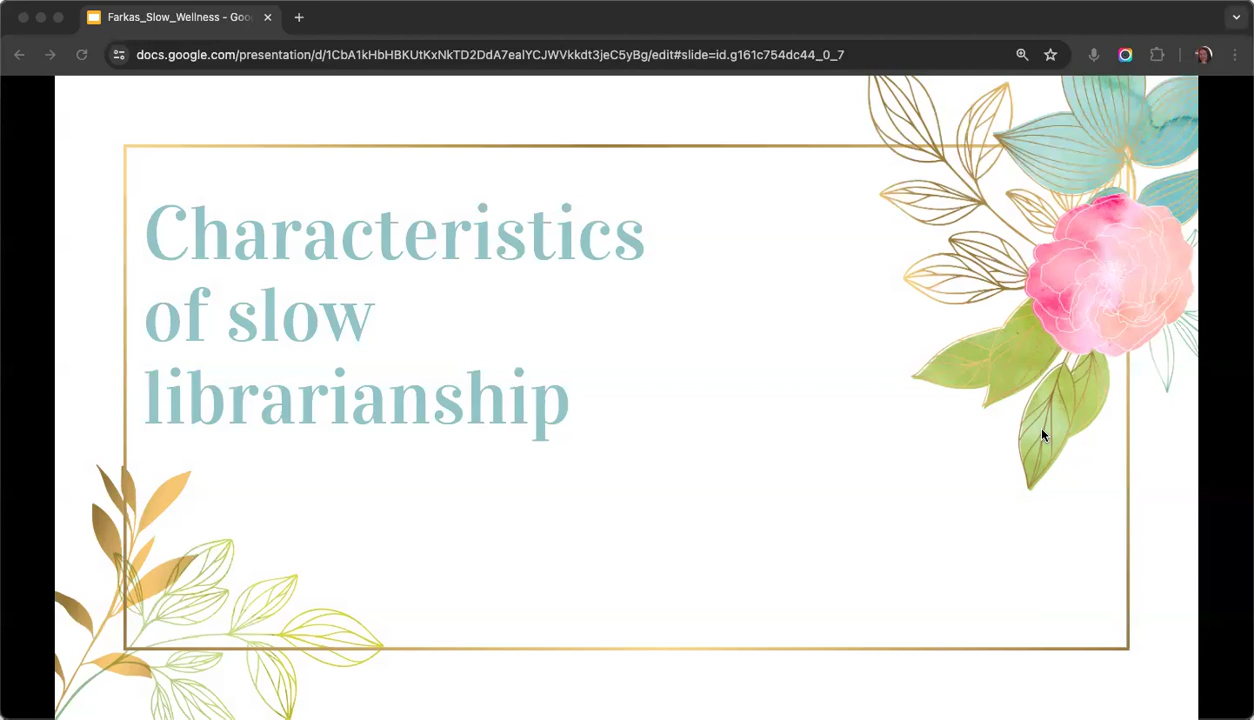 Farkas_Slow_Wellness - Goo
docs.google.com/presentation/d/1CbA1kHbHBKUtKxNkTD2DdA7ealYCJWVkkdt3jeC5yBg/edit#slide=id.g161c754dc44_0_7
Characteristics
of slow
librarianship